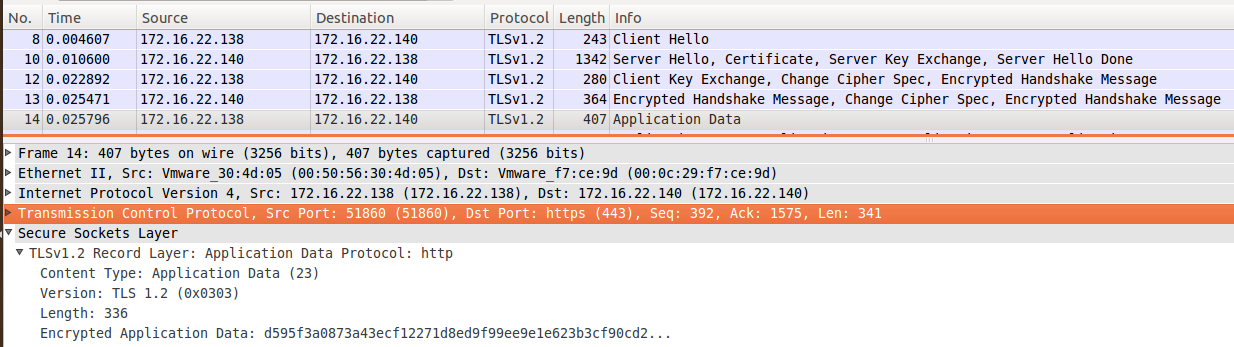 No. Time Source Destination Protocol Length Info
8 0.004607 172.16.22.138 172.16.22.140 TLSv1.2 243 Client Hello
10 0.010600 172.16.22.140 172.16.22.138 TLSv1.2 1342 Server Hello, Certificate, Server Key Exchange, Server Hello Done
12 0.022892 172.16.22.138 172.16.22.140 TLSv1.2 280 Client Key Exchange, Change Cipher Spec, Encrypted Handshake Message
13 0.025471 172.16.22.140 172.16.22.138 TLSv1.2 364 Encrypted Handshake Message, Change Cipher Spec, Encrypted Handshake Message
14 0.025796 172.16.22.138 172.16.22.140 TLSv1.2 407 Application Data
Frame 14: 407 bytes on wire (3256 bits), 407 bytes captured (3256 bits)
Ethernet II, Src: Vmware_30:4d:05 (00:50:56:30:4d:05), Dst: Vmware_f7:ce:9d (00:0c:29:f7:ce:9d)
Internet Protocol Version 4, Src: 172.16.22.138 (172.16.22.138), Dst: 172.16.22.140 (172.16.22.140)
Transmission Control Protocol, Src Port: 51860 (51860), Dst Port: https (443), Seq: 392, Ack: 1575, Len: 341
Secure Sockets Layer
TLSv1.2 Record Layer: Application Data Protocol: http
Content Type: Application Data (23)
Version: TLS 1.2 (0x0303)
Length: 336
Encrypted Application Data: d595f3a0873a43ecf12271d8ed9f99ee9e1e623b3cf90cd2...